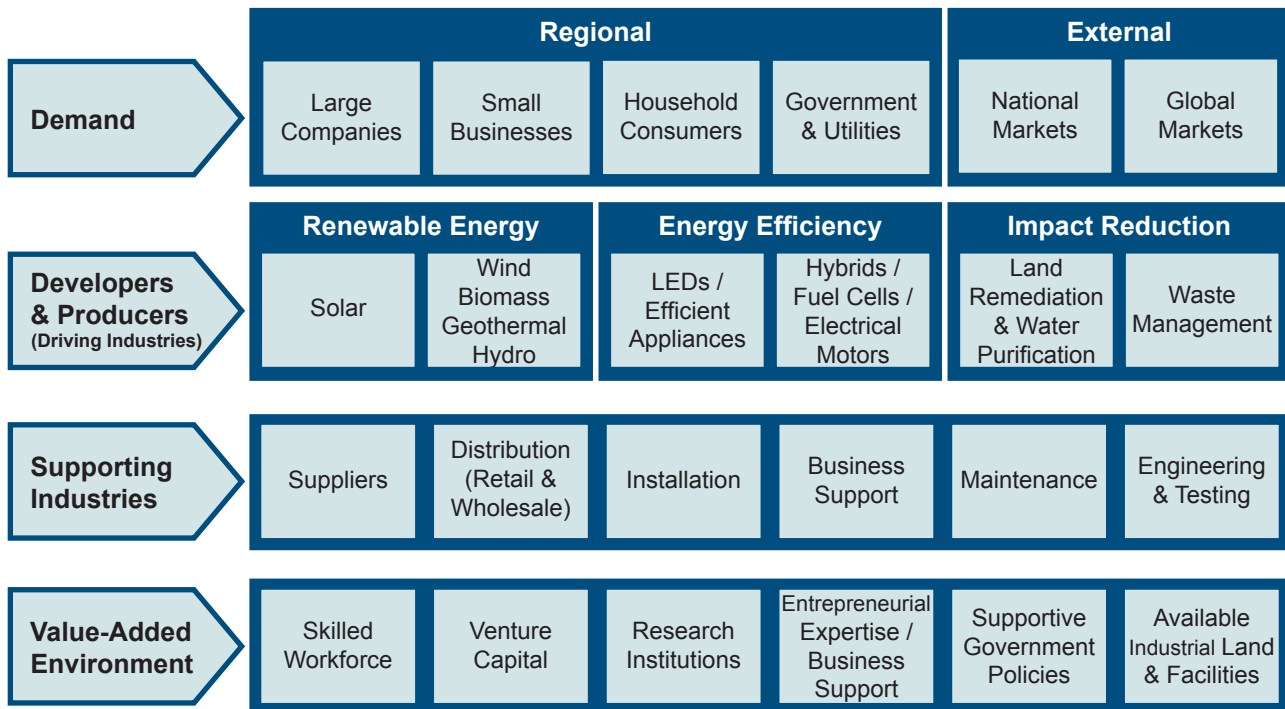 Regional
External
Demand
Large
Companies
Small
Businesses
Household
Consumers
Government
& Utilities
National
Markets
Global
Markets
Renewable Energy
Energy Efficiency
Impact Reduction
Developers
& Producers
(Driving Industries)
Solar
Wind
Biomass
Geothermal
Hydro
LEDs /
Efficient
Appliances
Hybrids /
Fuel Cells /
Electrical
Motors
Land
Remediation
& Water
Purification
Waste
Management
Supporting
Industries
Suppliers
Distribution
(Retail &
Wholesale)
Installation
Business
Support
Maintenance
Engineering
& Testing
Value-Added
Environment
Skilled
Workforce
Venture
Capital
Research
Institutions
Entrepreneurial
Expertise /
Business
Support
Supportive
Government
Policies
Available
Industrial Land
& Facilities